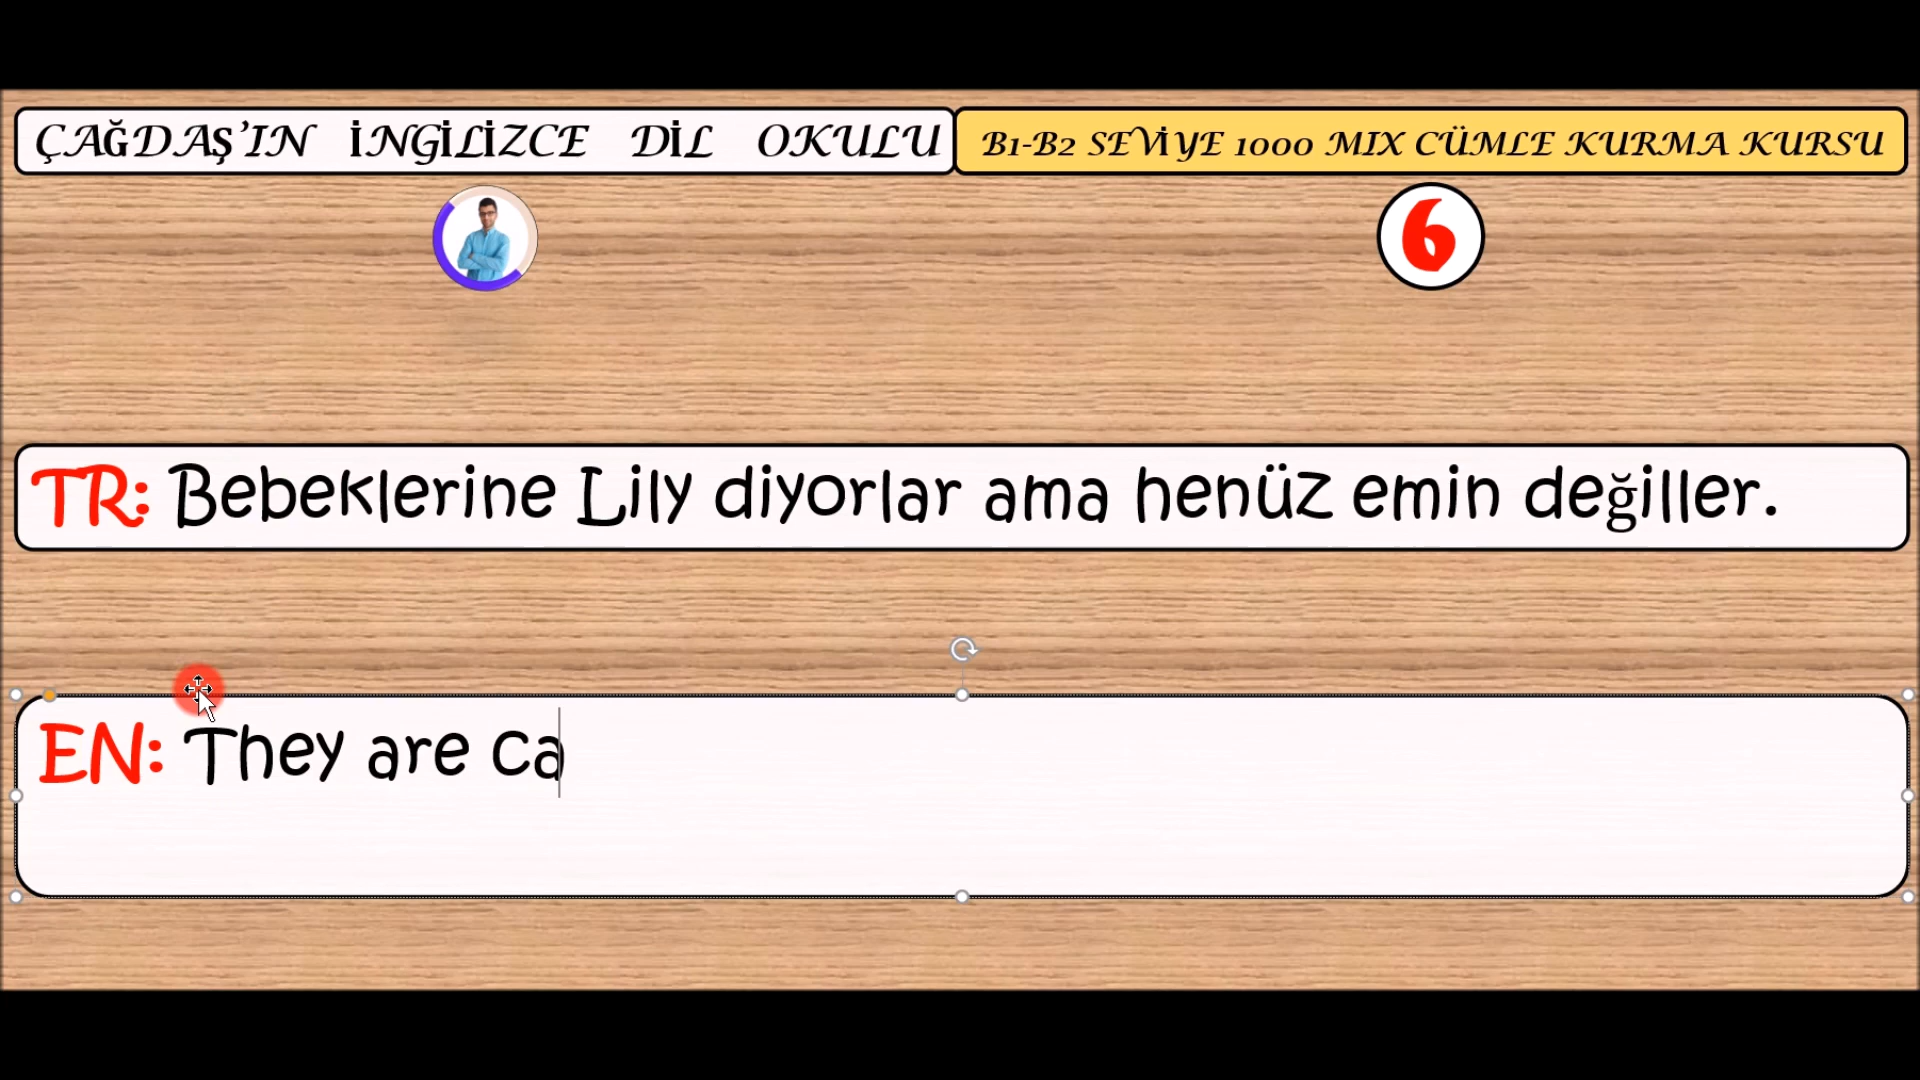 ÇAĞDAŞ'IN İNGİLİZCE DİL OKULU
B1-B2 SEVİYE 1000 MIX CÜMLE KURMA KURSU
6
TR: Bebeklerine Lily diyorlar ama henüz emin değiller.
EN: They are ca